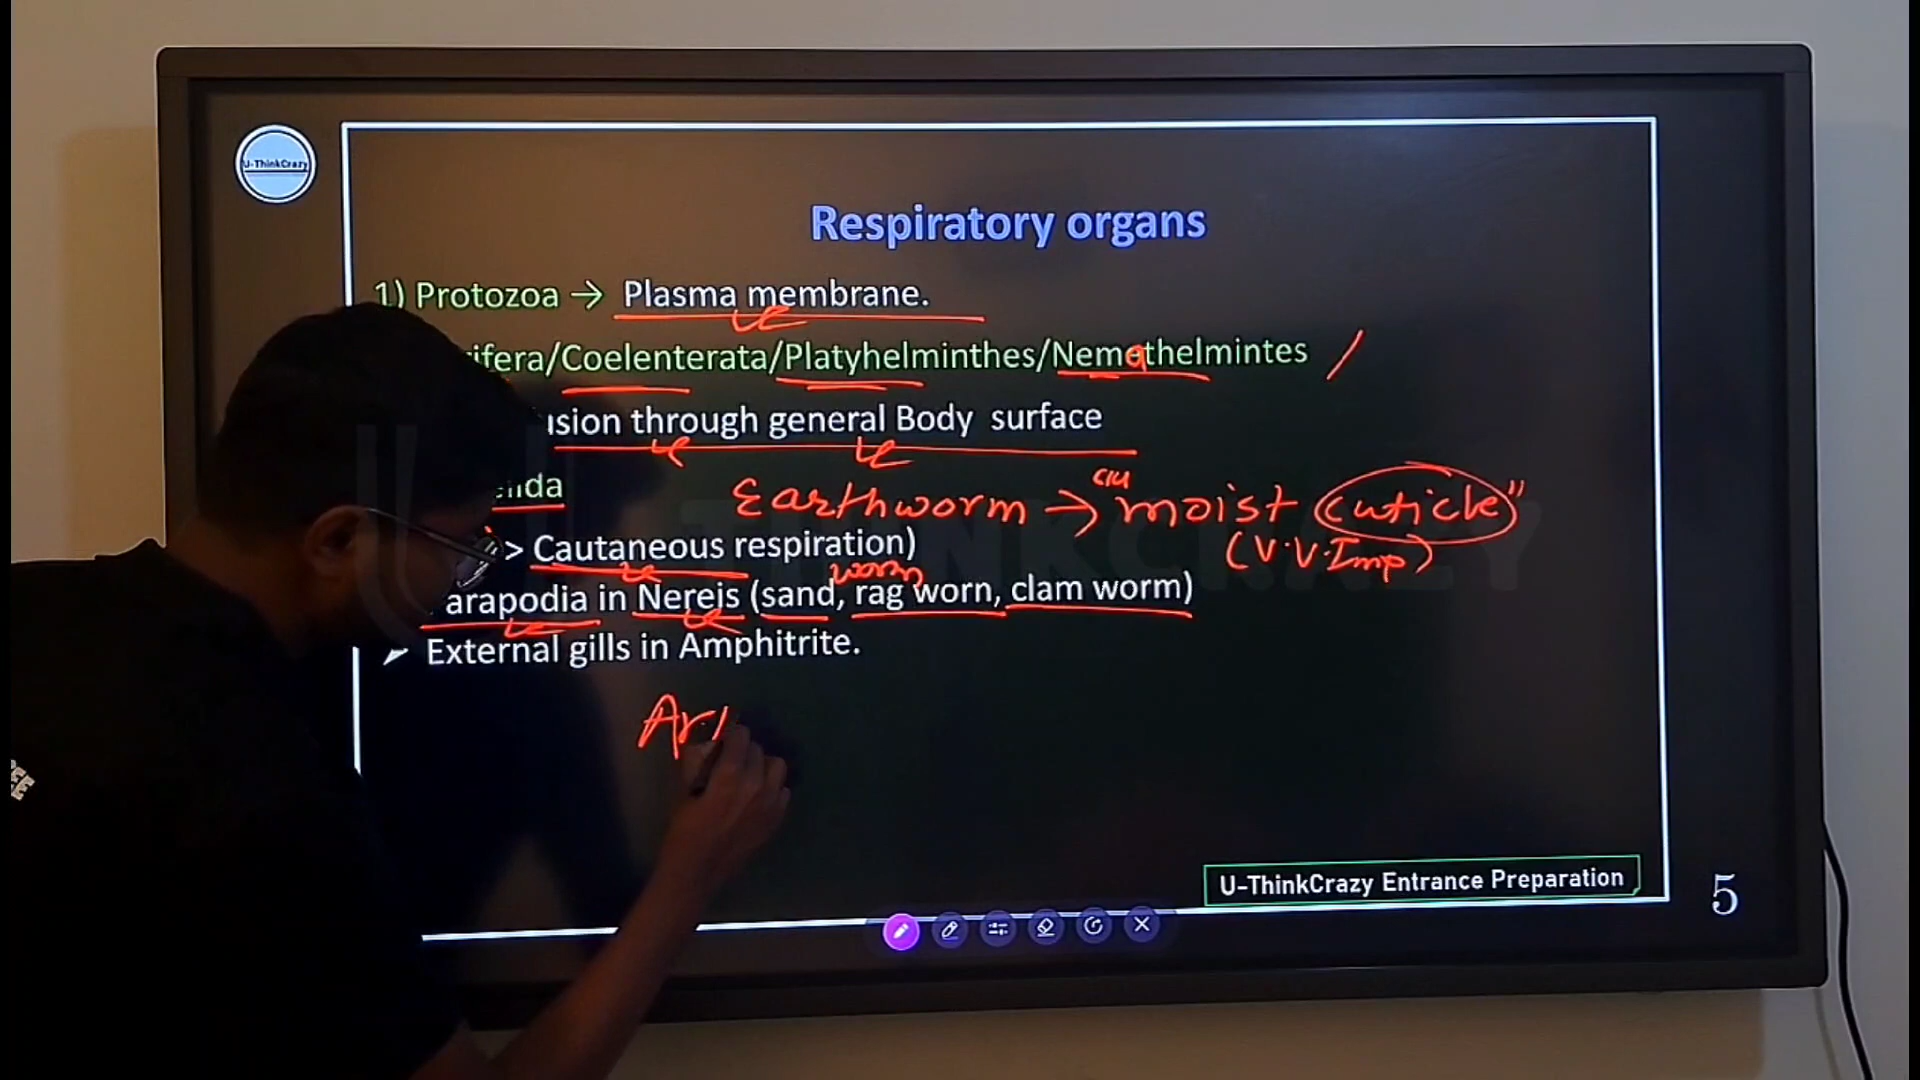 U-ThinkCrazy
Respiratory organs
1) Protozoa → Plasma membrane.
ifera/Coelenterata/Platyhelminthes/Nemathelmintes /
usion through general Body surface
enda
Earthworm → moist cuticle"
(V.V.Imp)
> Cautaneous respiration)
worm
arapodia in Nereis (sand, rag worn, clam worm)
➤ External gills in Amphitrite.
Ar
U-ThinkCrazy Entrance Preparation
5